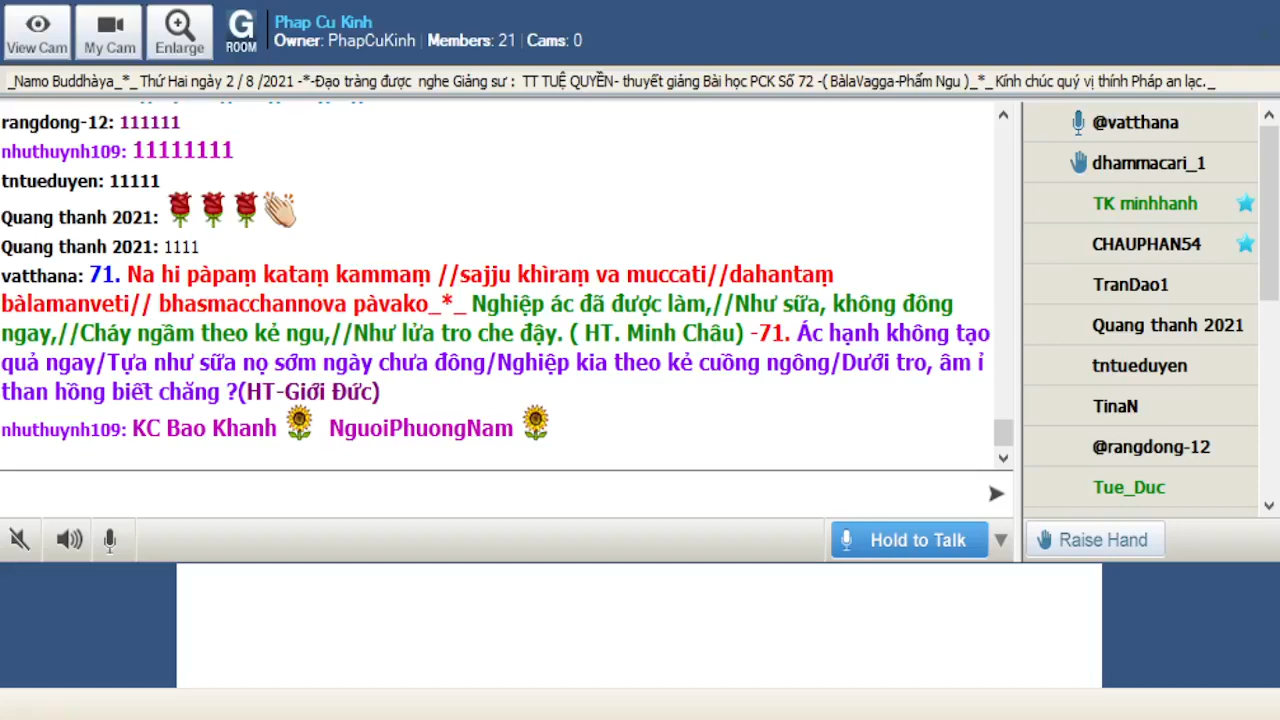 View Cam
My Cam
Enlarge
G
ROOM
Phap Cu Kinh
Owner: PhapCuKinh | Members: 21 | Cams: 0
_Namo Buddhàya_*_Thứ Hai ngày 2 / 8 /2021 -*-Đạo tràng được nghe Giảng sư : TT TUỆ QUYỀN- thuyết giảng Bài học PCK Số 72 -( BàlaVagga-Phẩm Ngu )_*_Kính chúc quý vị thính Pháp an lạc._
rangdong-12: 111111
nhuthuynh109: 11111111
tntueduyen: 11111
Quang thanh 2021:
Quang thanh 2021: 1111
vatthana: 71. Na hi pàpaṃ kataṃ kammaṃ //sajju khìraṃ va muccati//dahantaṃ
bàlamanveti// bhasmacchannova pàvako_*_ Nghiệp ác đã được làm,//Như sữa, không đông
ngay,//Cháy ngầm theo kẻ ngu,//Như lửa tro che đậy. ( HT. Minh Châu) -71. Ác hạnh không tạo
quả ngay/Tựa như sữa nọ sớm ngày chưa đông/Nghiệp kia theo kẻ cuồng ngông/Dưới tro, âm ỉ
than hồng biết chăng ?(HT-Giới Đức)
nhuthuynh109: KC Bao Khanh NguoiPhuongNam
@vatthana
dhammacari_1
TK minhhanh
CHAUPHAN54
TranDao1
Quang thanh 2021
tntueduyen
TinaN
@rangdong-12
Tue_Duc
Hold to Talk
Raise Hand